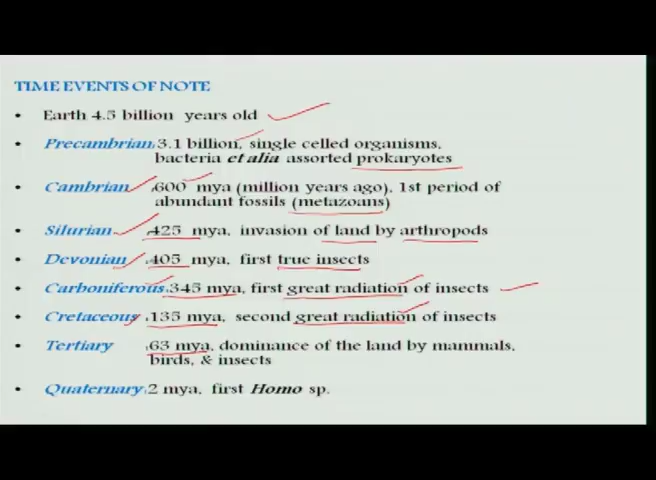 TIME EVENTS OF NOTE
• Earth 4.5 billion years old
• Precambrian: 3.1 billion, single celled organisms,
bacteria et alia assorted prokaryotes
• Cambrian :600 mya (million years ago), 1st period of
abundant fossils (metazoans)
• Silurian :425 mya, invasion of land by arthropods
• Devonian :405 mya, first true insects
• Carboniferous:345 mya, first great radiation of insects
• Cretaceous :135 mya, second great radiation of insects
• Tertiary :63 mya, dominance of the land by mammals,
birds, & insects
• Quaternary:2 mya, first Homo sp.